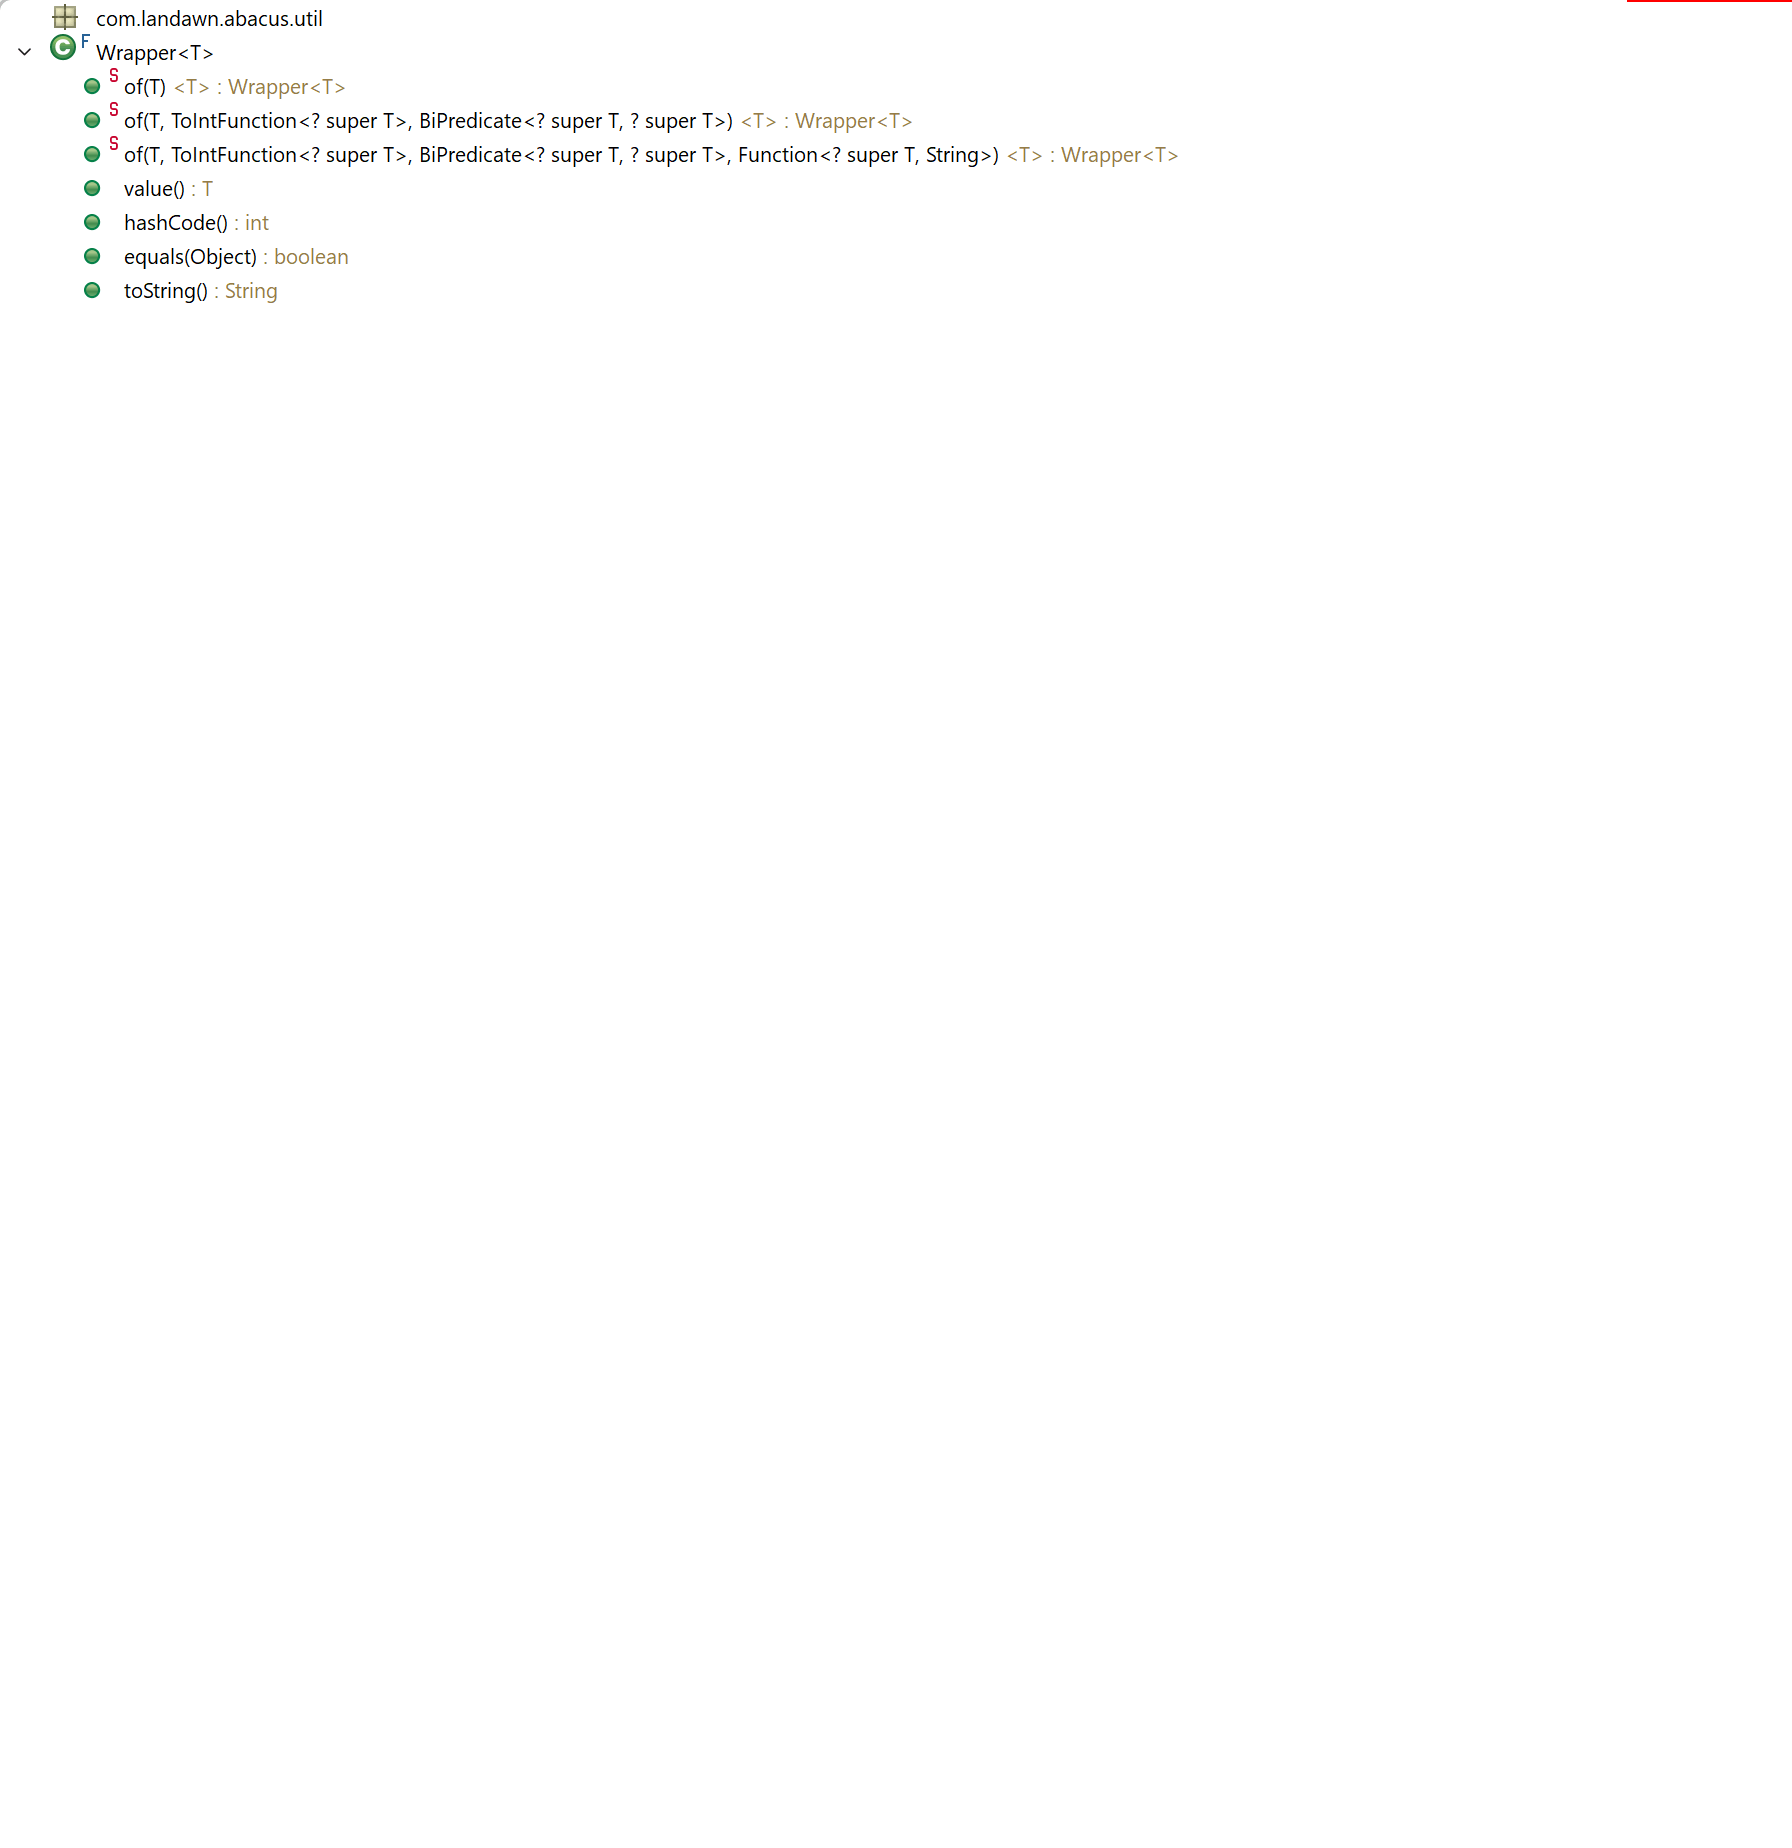 com.landawn.abacus.util
C F Wrapper<T>
S of(T) <T> : Wrapper<T>
S of(T, ToIntFunction<? super T>, BiPredicate<? super T, ? super T>) <T> : Wrapper<T>
S of(T, ToIntFunction<? super T>, BiPredicate<? super T, ? super T>, Function<? super T, String>) <T> : Wrapper<T>
value() : T
hashCode() : int
equals(Object) : boolean
toString() : String